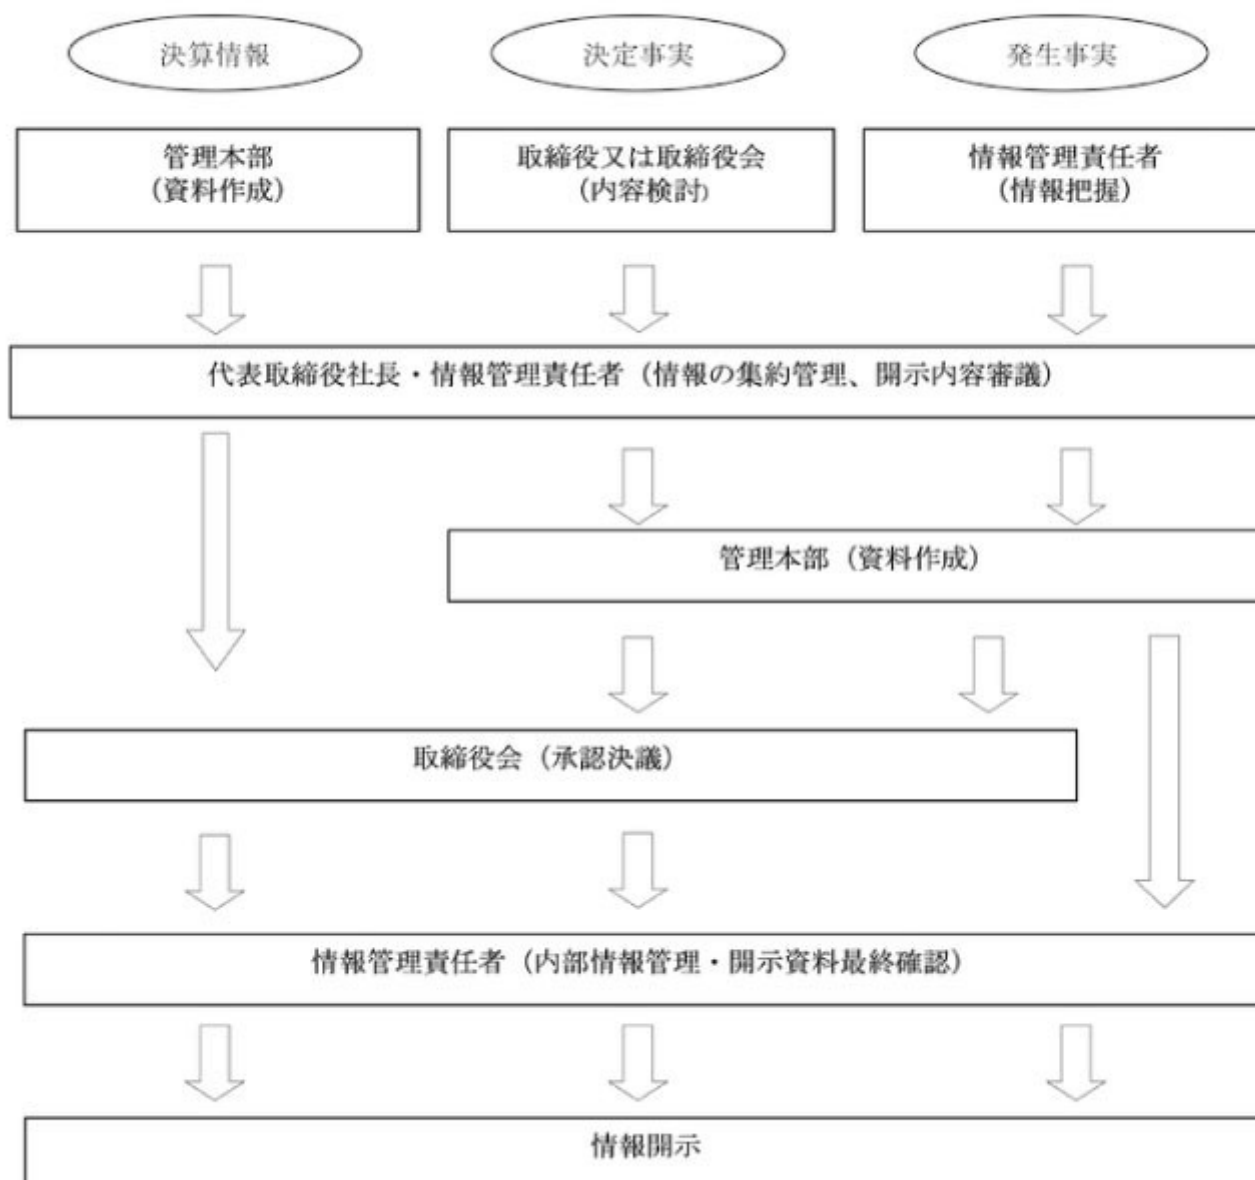 決算情報
決定事実
発生事実
管理本部
(資料作成)
取締役又は取締役会
(内容検討)
情報管理責任者
(情報把握)
代表取締役社長・情報管理責任者（情報の集約管理、開示内容審議）
管理本部（資料作成）
取締役会（承認決議）
情報管理責任者（内部情報管理・開示資料最終確認）
情報開示